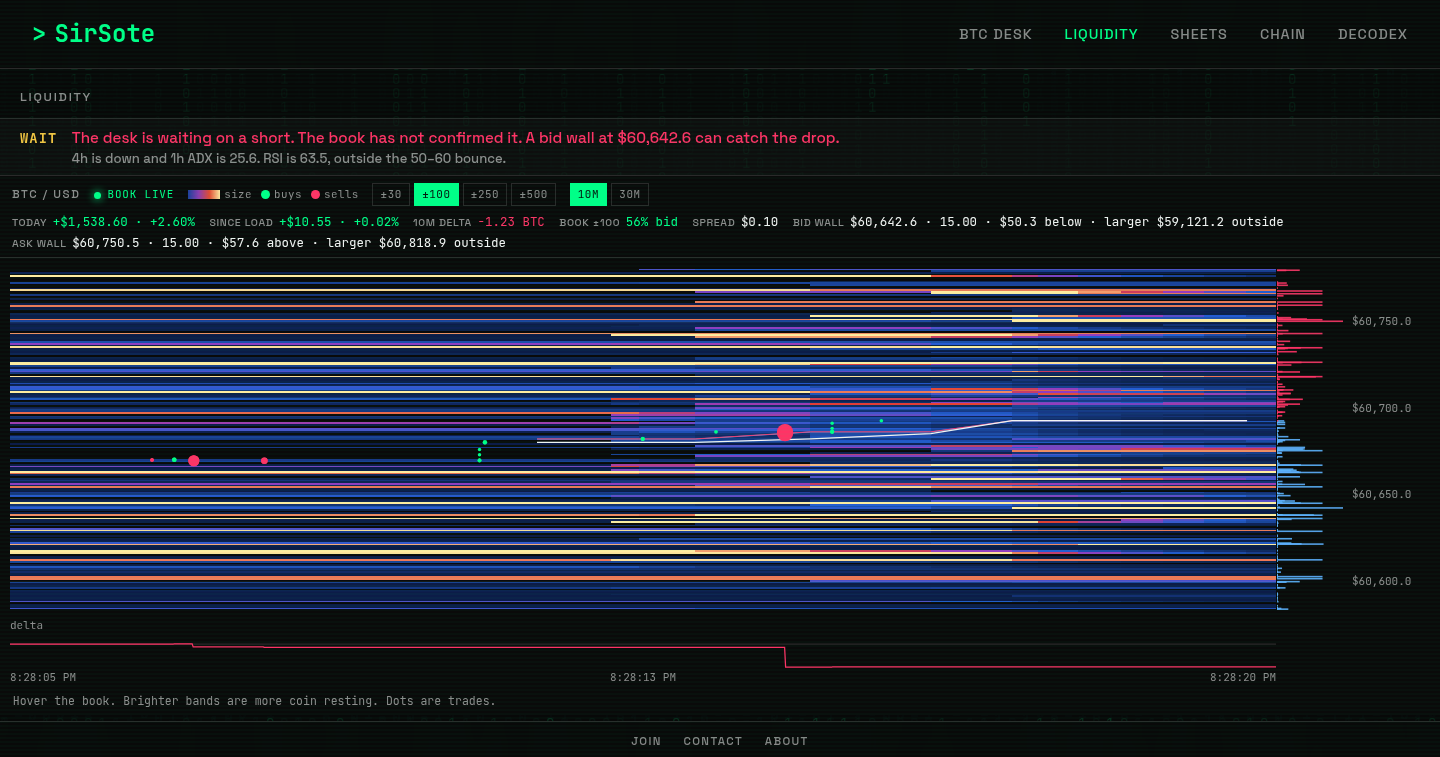 > SirSote
BTC DESK LIQUIDITY SHEETS CHAIN DECODEX
LIQUIDITY
WAIT The desk is waiting on a short. The book has not confirmed it. A bid wall at $60,642.6 can catch the drop.
4h is down and 1h ADX is 25.6. RSI is 63.5, outside the 50–60 bounce.
BTC / USD BOOK LIVE size buys sells ±30 ±100 ±250 ±500 10M 30M
TODAY +$1,538.60 · +2.60% SINCE LOAD +$10.55 · +0.02% 10M DELTA -1.23 BTC BOOK ±100 56% bid SPREAD $0.10 BID WALL $60,642.6 · 15.00 · $50.3 below · larger $59,121.2 outside
ASK WALL $60,750.5 · 15.00 · $57.6 above · larger $60,818.9 outside
$60,750.0
$60,700.0
$60,650.0
$60,600.0
delta
8:28:05 PM 8:28:13 PM 8:28:20 PM
Hover the book. Brighter bands are more coin resting. Dots are trades.
JOIN CONTACT ABOUT